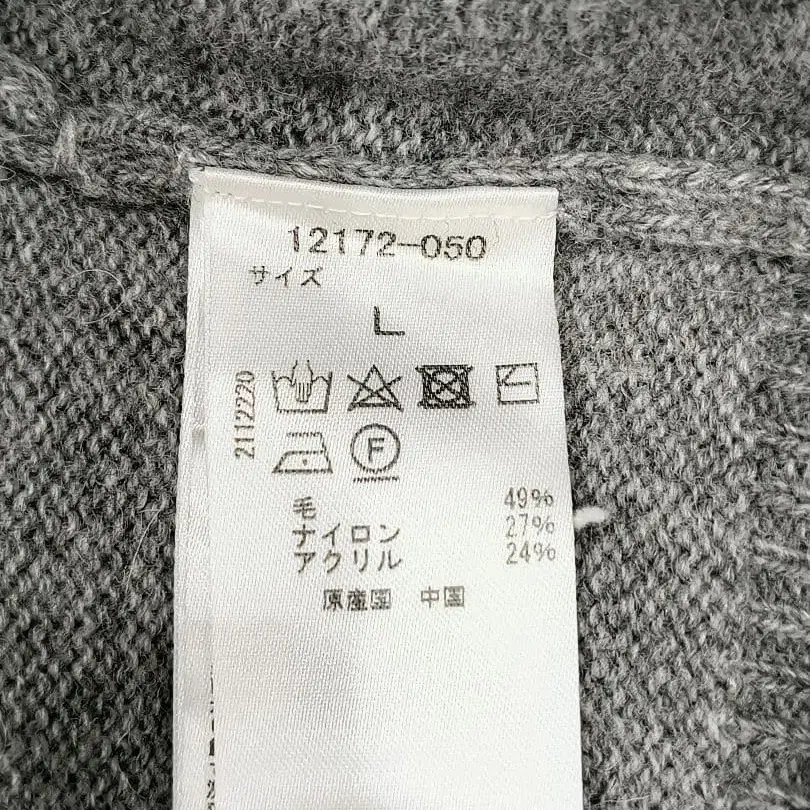 12172-050
サイズ
L
2112220
F
毛 49%
ナイロン 27%
アクリル 24%
原産国 中国